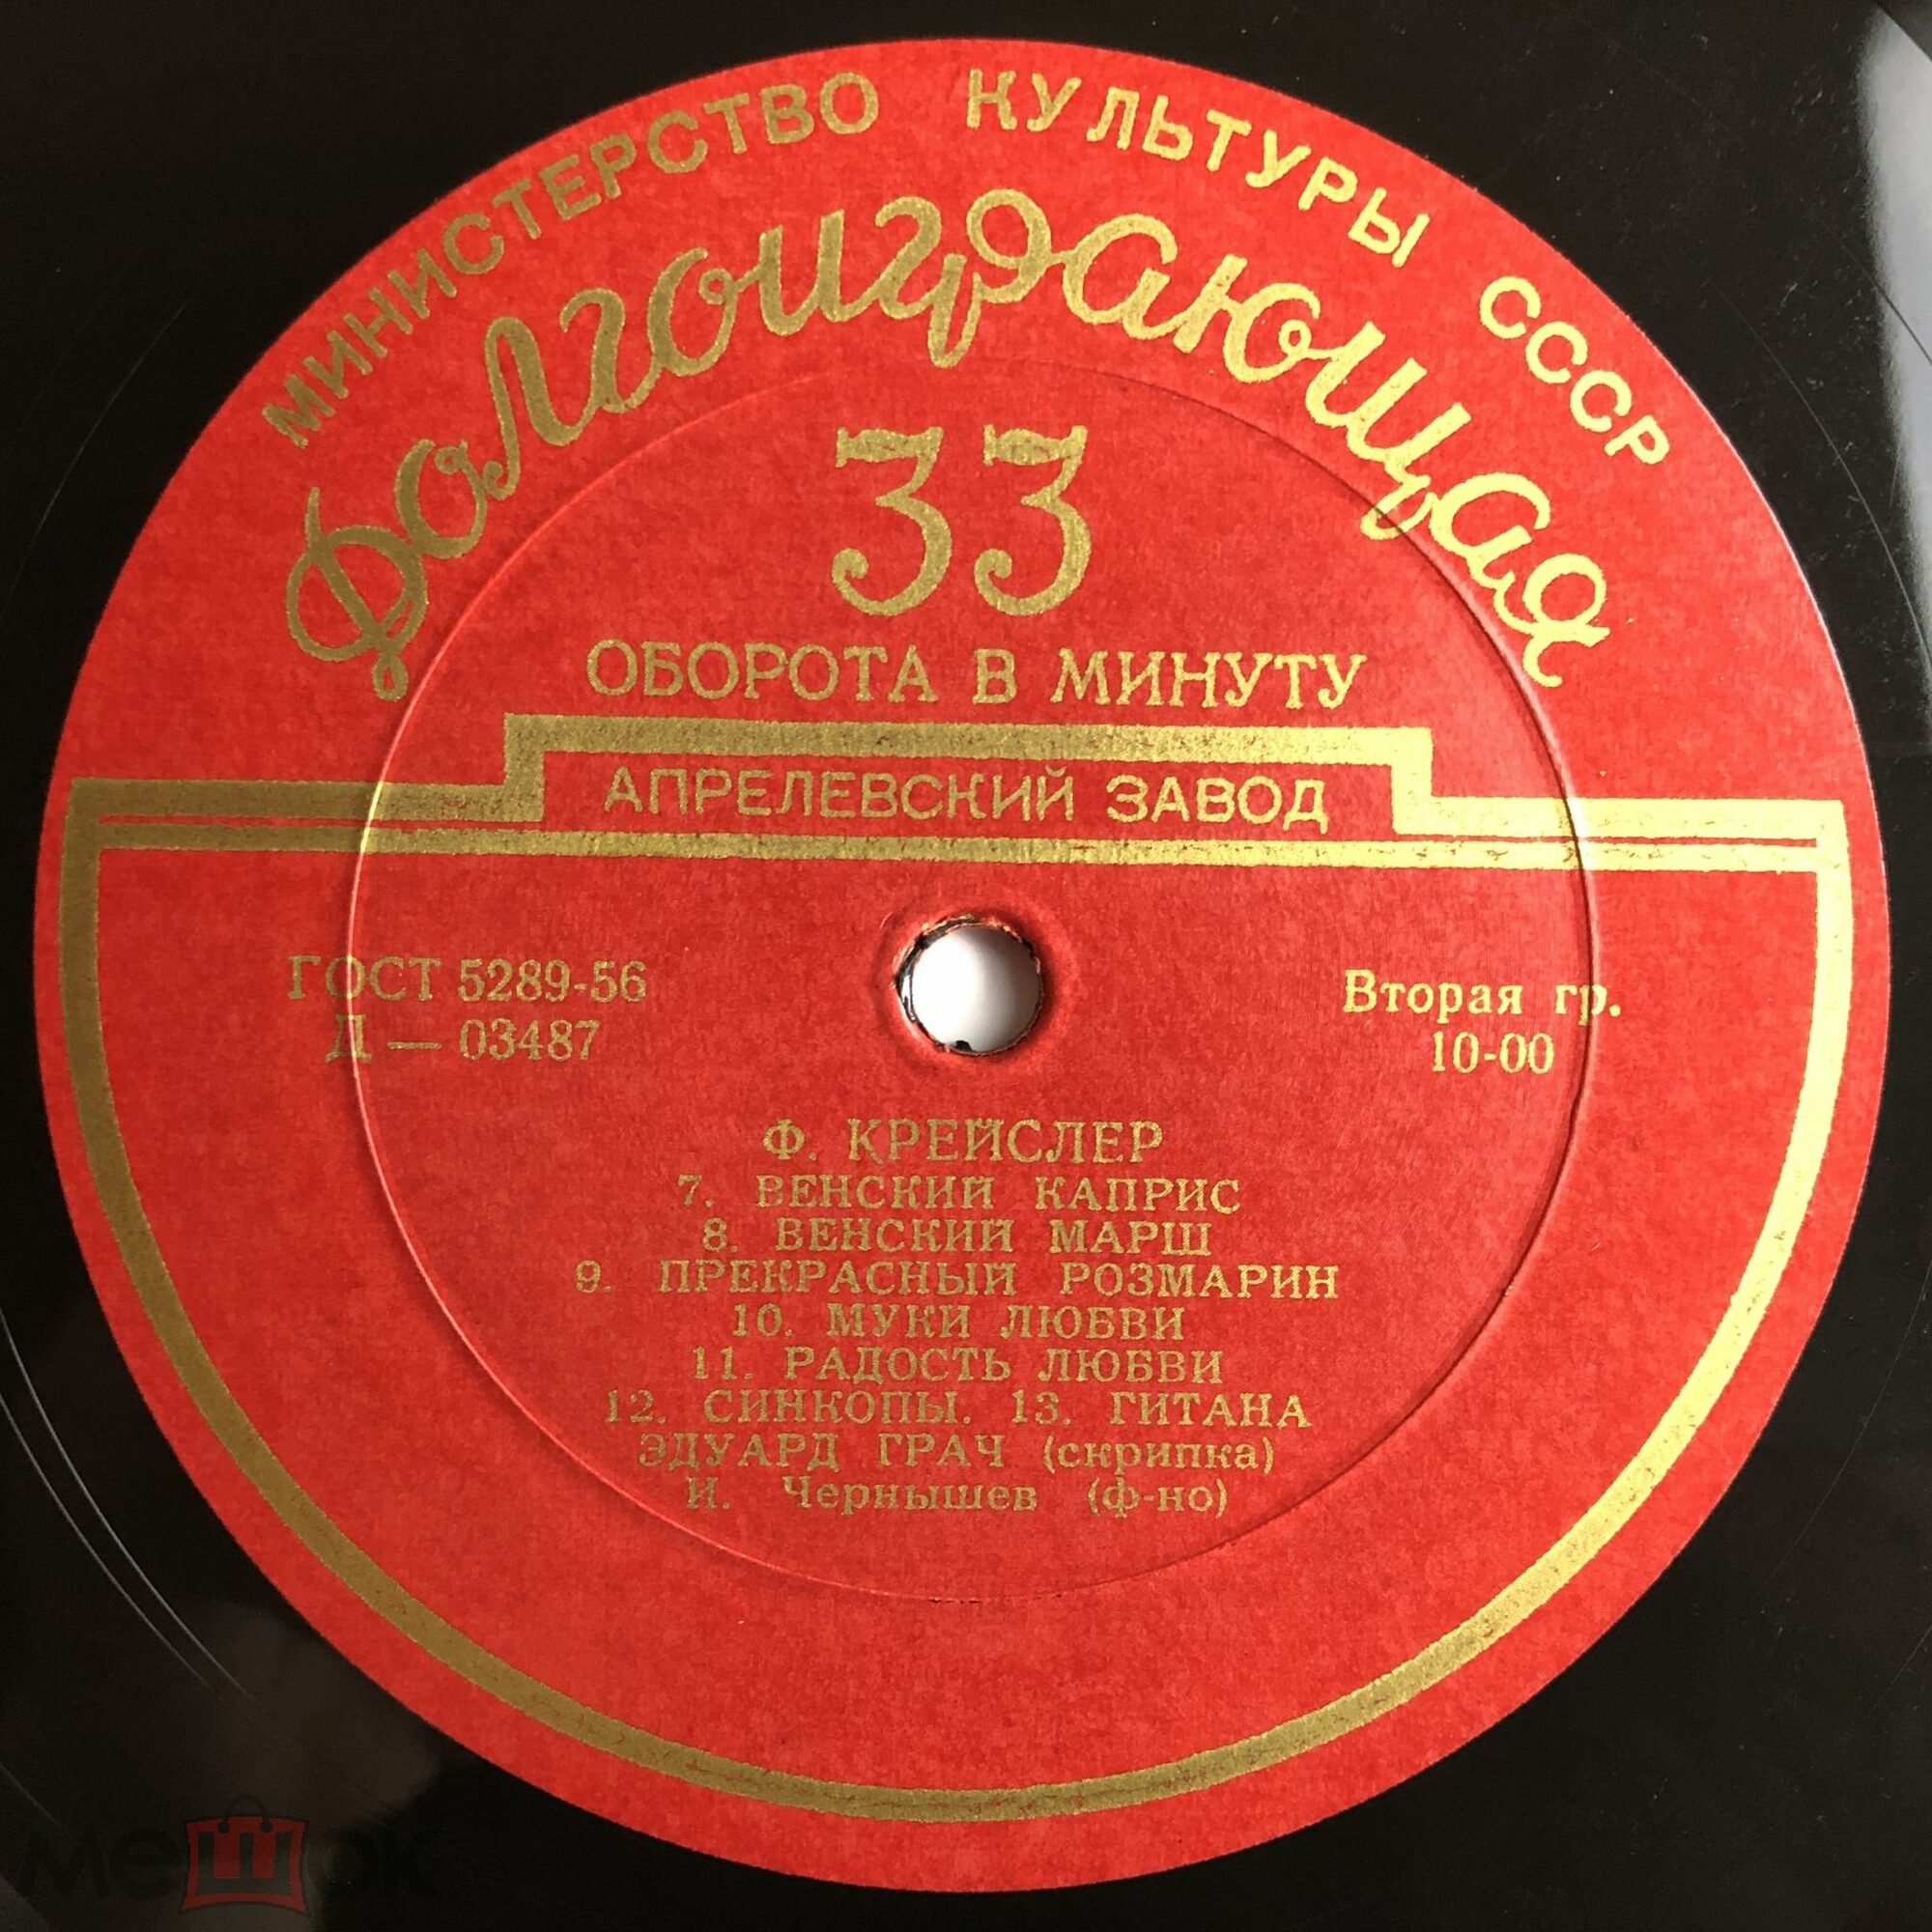 МИНИСТЕРСТВО КУЛЬТУРЫ СССР
Долгоиграющая
33
ОБОРОТА В МИНУТУ
АПРЕЛЕВСКИЙ ЗАВОД
ГОСТ 5289-56
Д — 03487
Вторая гр.
10-00
Ф. КРЕЙСЛЕР
7. ВЕНСКИЙ КАПРИС
8. ВЕНСКИЙ МАРШ
9. ПРЕКРАСНЫЙ РОЗМАРИН
10. МУКИ ЛЮБВИ
11. РАДОСТЬ ЛЮБВИ
12. СИНКОПЫ. 13. ГИТАНА
ЭДУАРД ГРАЧ (скрипка)
И. Чернышев (ф-но)
мешок